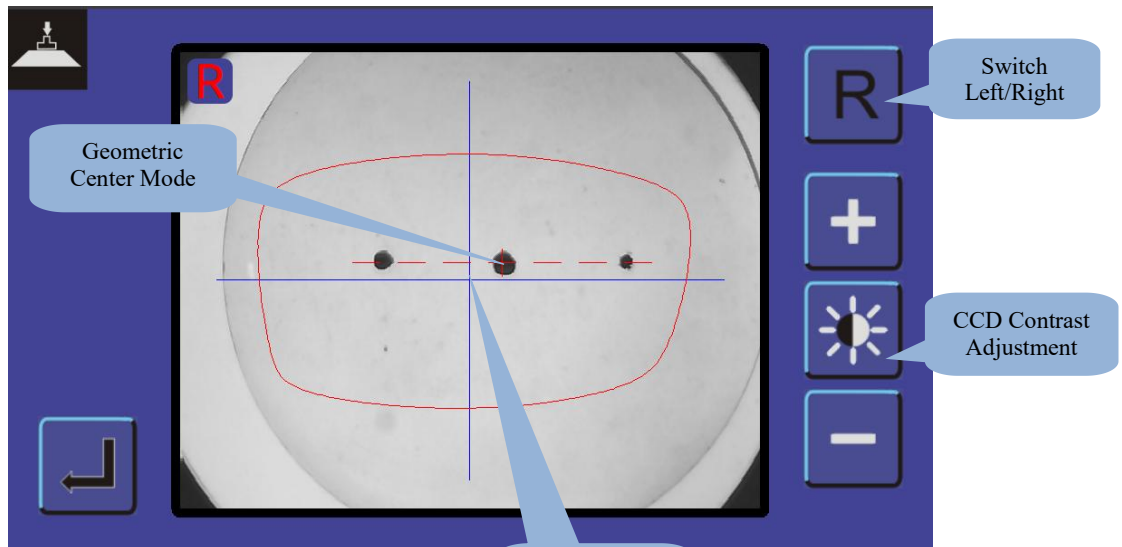 R
R
Switch
Left/Right
Geometric
Center Mode
CCD Contrast
Adjustment